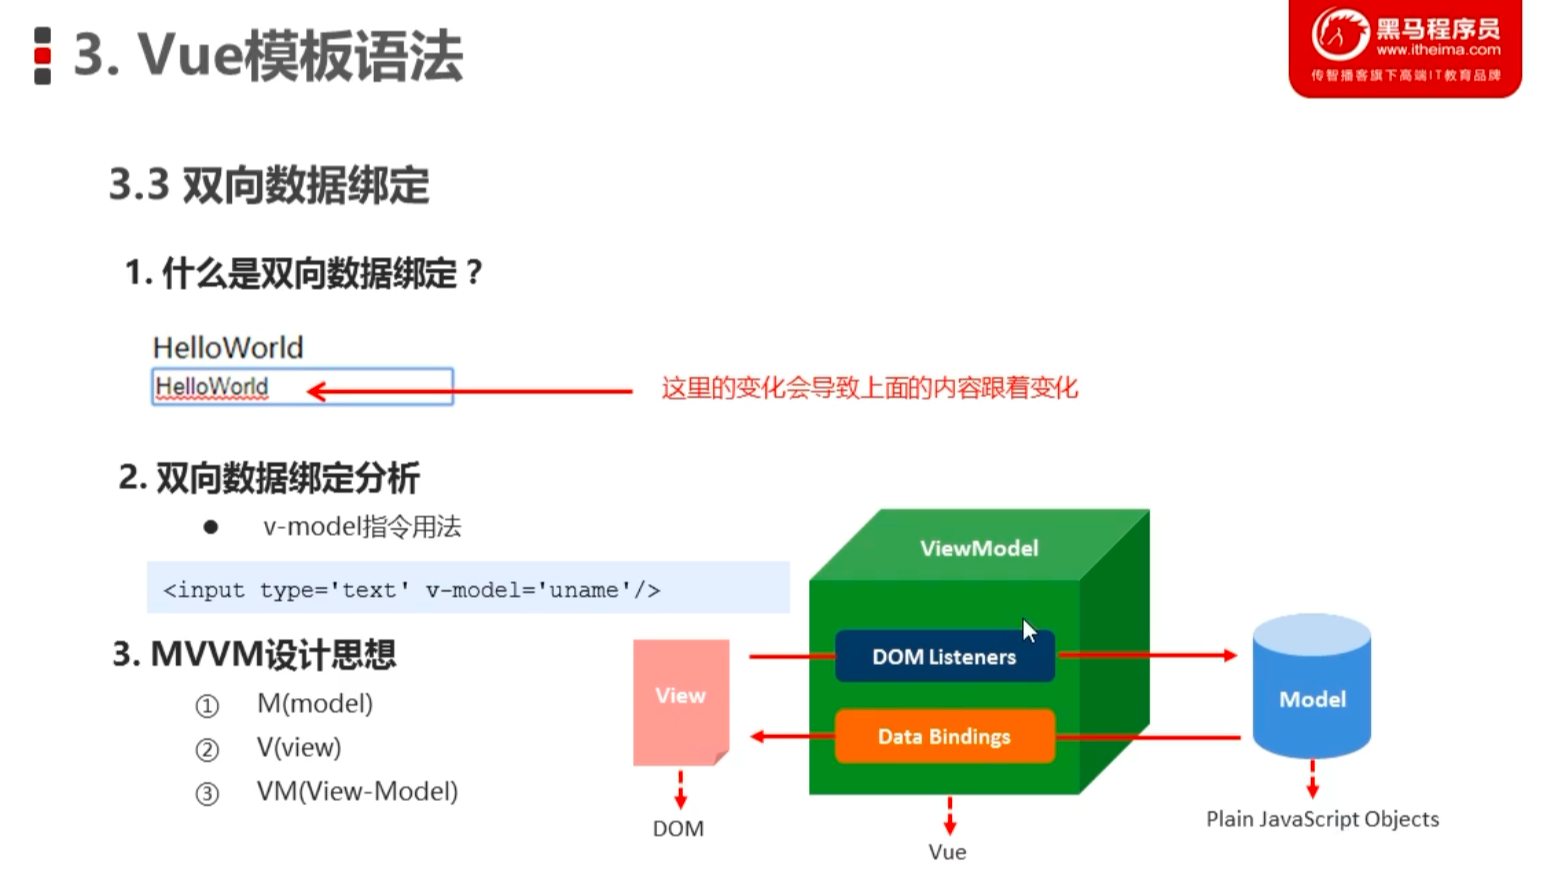 3. Vue模板语法
黑马程序员
www.itheima.com
传智播客旗下高端IT教育品牌
3.3 双向数据绑定
1. 什么是双向数据绑定？
HelloWorld
HelloWorld
这里的变化会导致上面的内容跟着变化
2. 双向数据绑定分析
● v-model指令用法
<input type='text' v-model='uname'/>
3. MVVM设计思想
① M(model)
② V(view)
③ VM(View-Model)
ViewModel
DOM Listeners
View
Model
Data Bindings
DOM
Vue
Plain JavaScript Objects